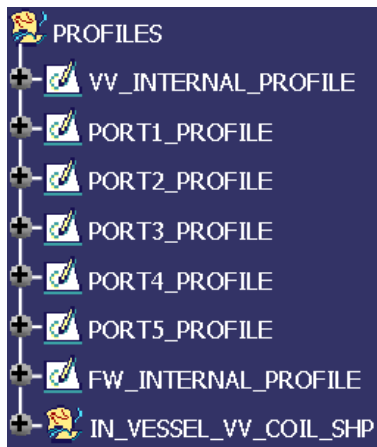 PROFILES
VV_INTERNAL_PROFILE
PORT1_PROFILE
PORT2_PROFILE
PORT3_PROFILE
PORT4_PROFILE
PORT5_PROFILE
FW_INTERNAL_PROFILE
IN_VESSEL_VV_COIL_SHP